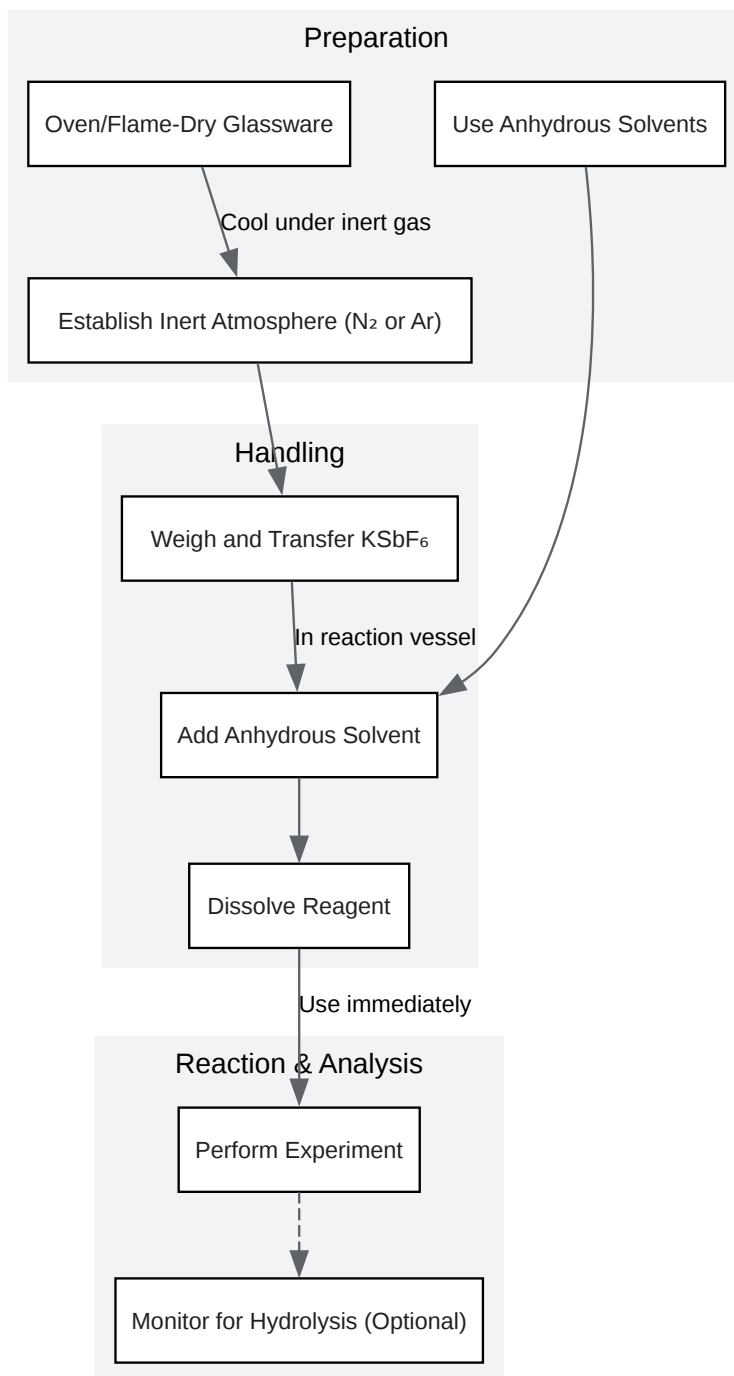 Preparation
Oven/Flame-Dry Glassware
Use Anhydrous Solvents
Cool under inert gas
Establish Inert Atmosphere (N₂ or Ar)
Handling
Weigh and Transfer KSbF₆
In reaction vessel
Add Anhydrous Solvent
Dissolve Reagent
Use immediately
Reaction & Analysis
Perform Experiment
Monitor for Hydrolysis (Optional)